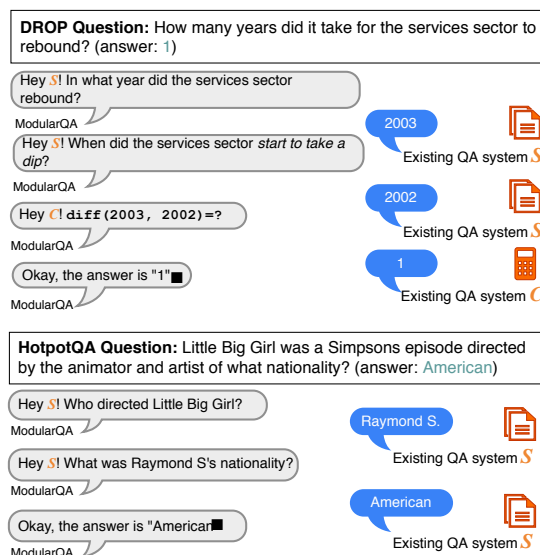 DROP Question: How many years did it take for the services sector to
rebound? (answer: 1)
Hey S! In what year did the services sector
rebound?
ModularQA
2003
Existing QA system S
Hey S! When did the services sector start to take a
dip?
ModularQA
2002
Existing QA system S
Hey C! diff(2003, 2002)=?
ModularQA
1
Existing QA system C
Okay, the answer is "1"■
ModularQA
HotpotQA Question: Little Big Girl was a Simpsons episode directed
by the animator and artist of what nationality? (answer: American)
Hey S! Who directed Little Big Girl?
ModularQA
Raymond S.
Existing QA system S
Hey S! What was Raymond S's nationality?
ModularQA
American
Existing QA system S
Okay, the answer is "American■
ModularQA